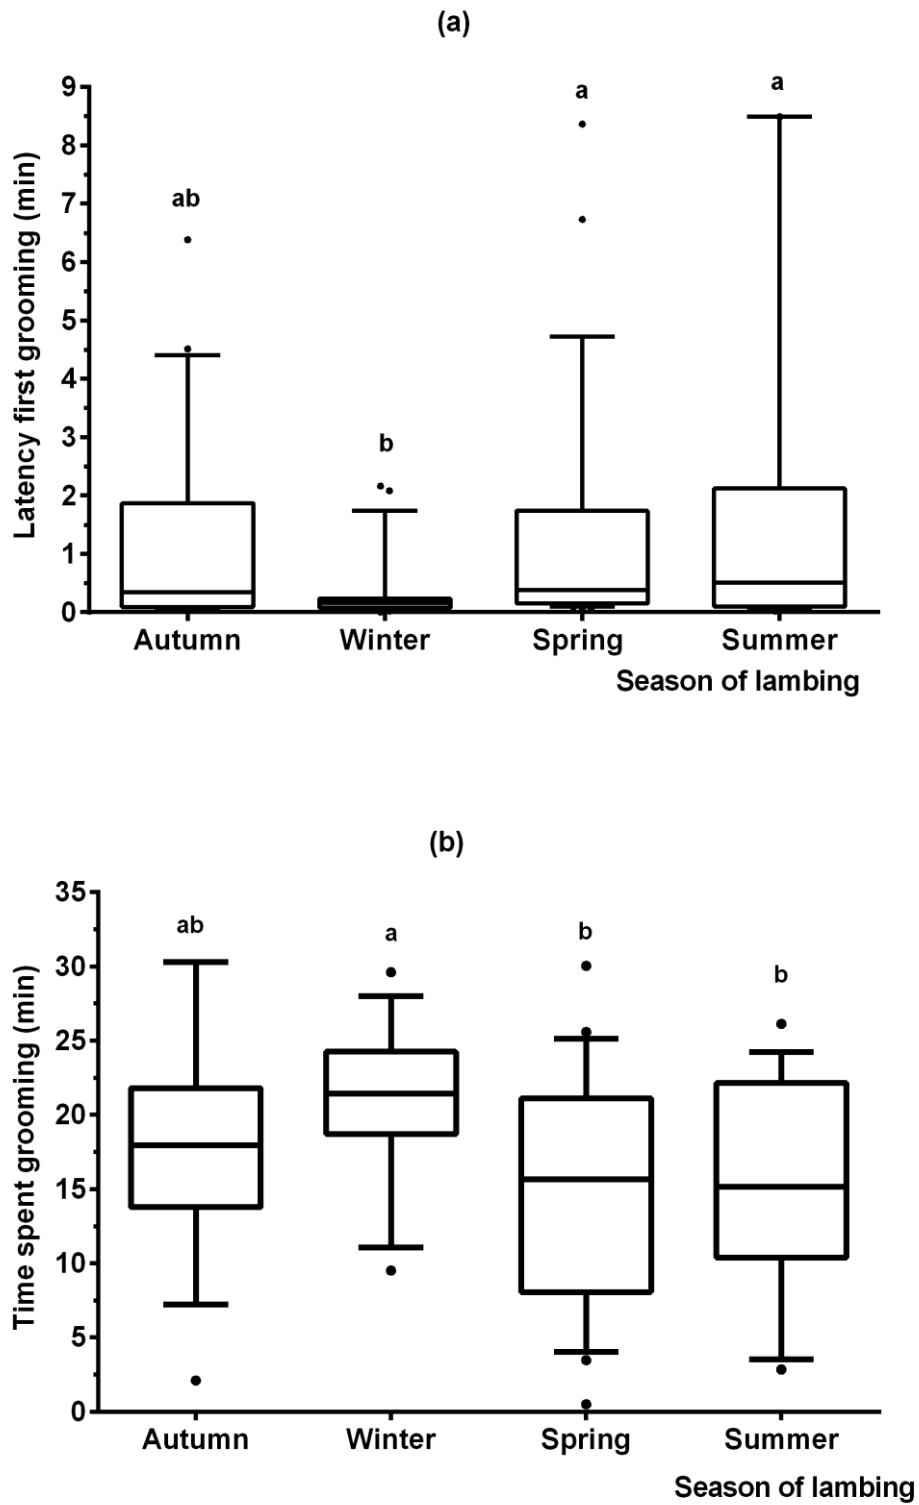 (a)
Latency first grooming (min)
9
8
7
6
5
4
3
2
1
0
ab
b
a
a
Autumn Winter Spring Summer
Season of lambing
(b)
Time spent grooming (min)
35
30
25
20
15
10
5
0
ab
a
b
b
Autumn Winter Spring Summer
Season of lambing